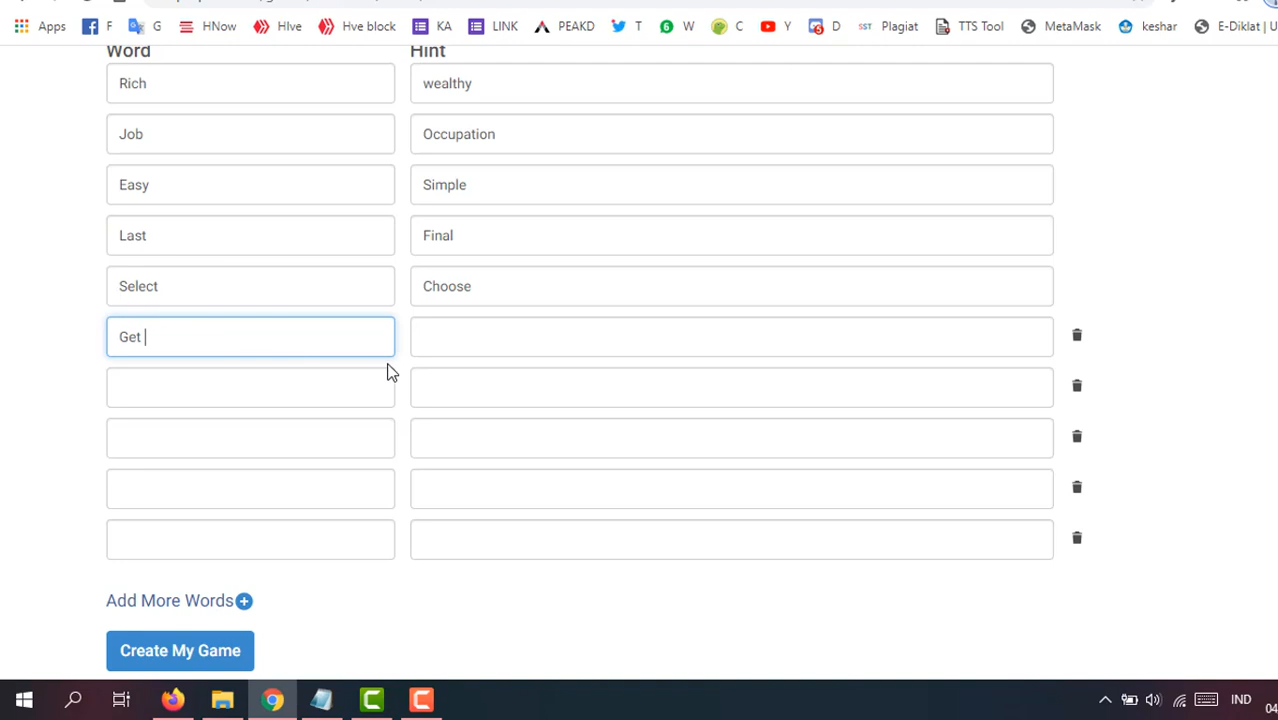 Apps F G HNow HIve Hve block KA LINK PEAKD T W C Y D Plagiat TTS Tool MetaMask keshar E-Diklat | U
Word Hint
Rich wealthy
Job Occupation
Easy Simple
Last Final
Select Choose
Get
Add More Words
Create My Game
IND